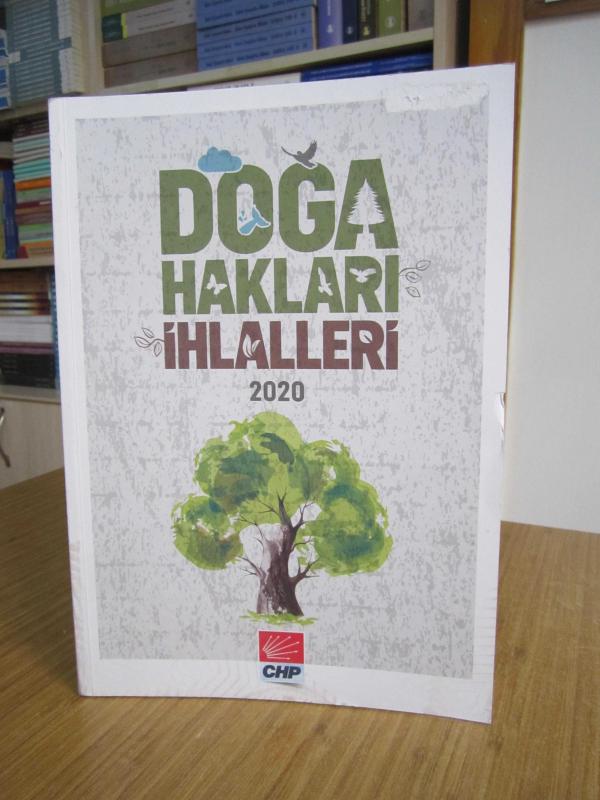 DOĞA
HAKLARI
İHLALLERİ
2020
CHP